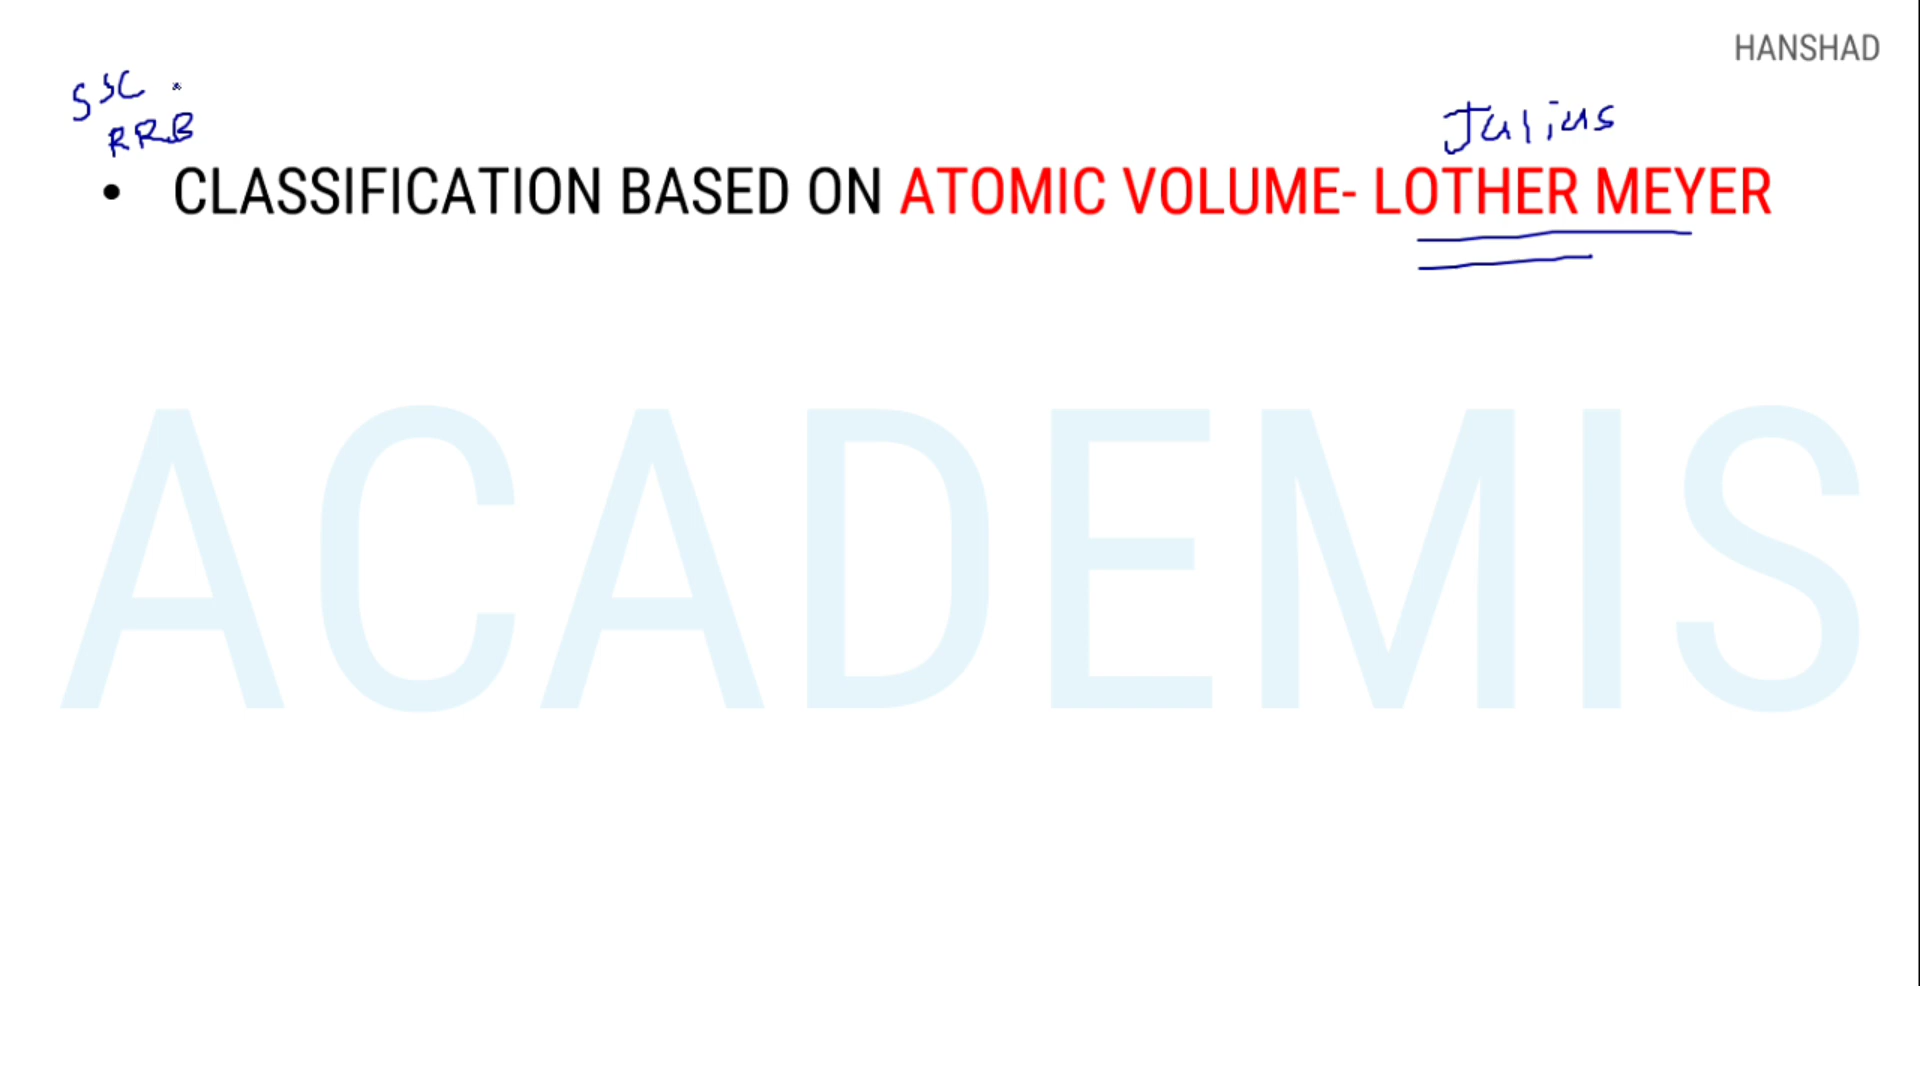 HANSHAD
SSC
RRB
Julius
• CLASSIFICATION BASED ON ATOMIC VOLUME- LOTHER MEYER
ACADEMIS